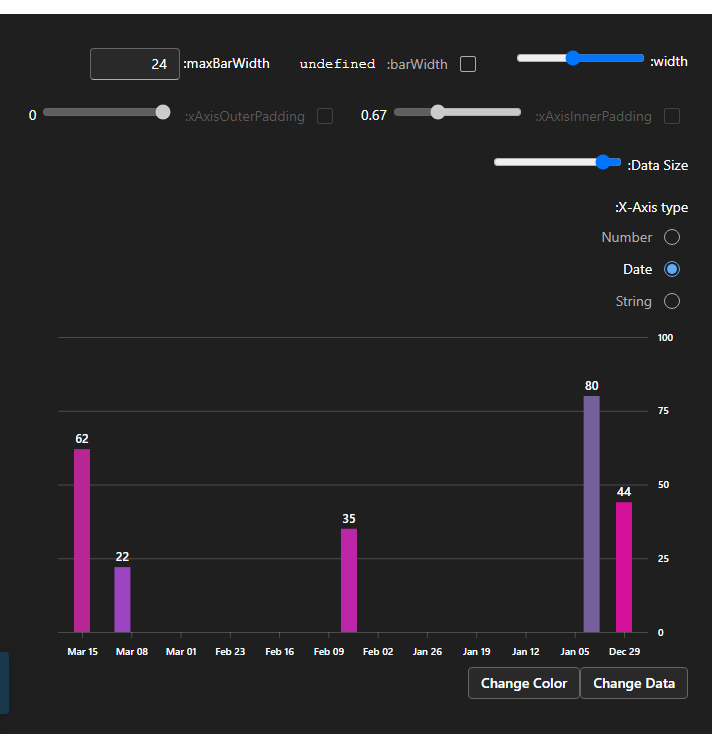 :width
:barWidth undefined
:maxBarWidth 24
:xAxisInnerPadding 0.67
:xAxisOuterPadding 0
:Data Size
:X-Axis type
Number
Date
String
100
75
50
25
0
62
22
35
80
44
Mar 15 Mar 08 Mar 01 Feb 23 Feb 16 Feb 09 Feb 02 Jan 26 Jan 19 Jan 12 Jan 05 Dec 29
Change Color Change Data